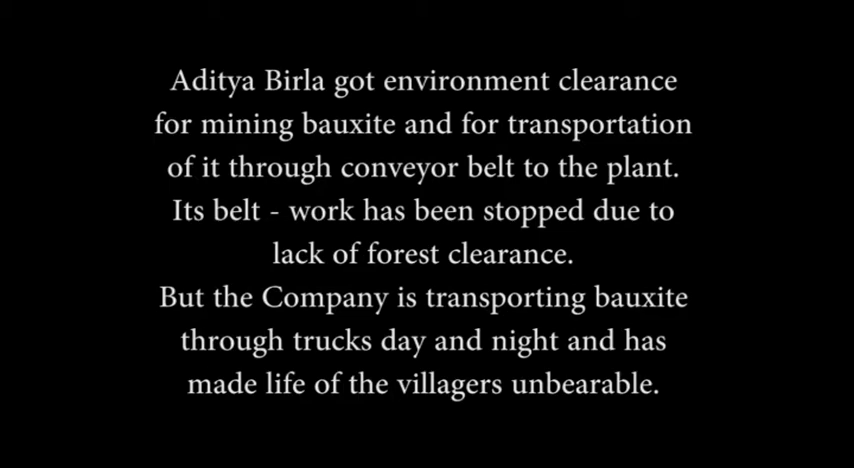 Aditya Birla got environment clearance
for mining bauxite and for transportation
of it through conveyor belt to the plant.
Its belt - work has been stopped due to
lack of forest clearance.
But the Company is transporting bauxite
through trucks day and night and has
made life of the villagers unbearable.